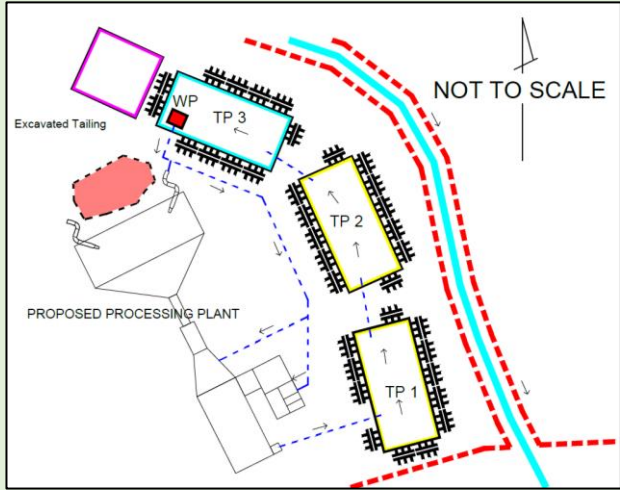 NOT TO SCALE
WP
TP 3
Excavated Tailing
TP 2
PROPOSED PROCESSING PLANT
TP 1